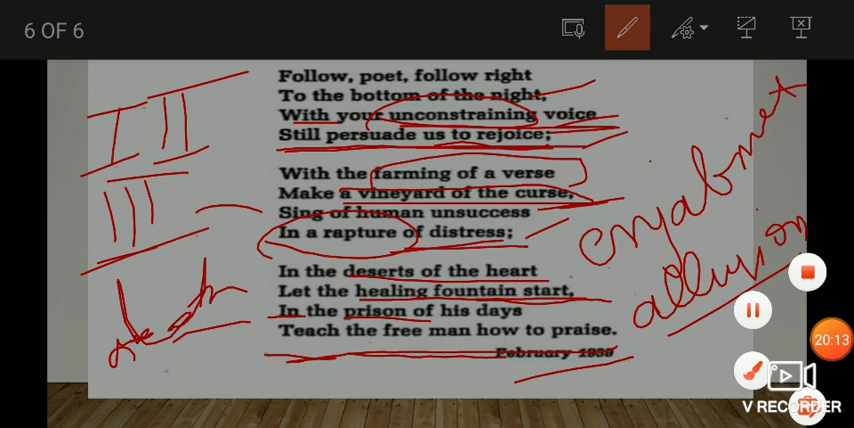 6 OF 6
Follow, poet, follow right
To the bottom of the night,
With your unconstraining voice
Still persuade us to rejoice;
With the farming of a verse
Make a vineyard of the curse,
Sing of human unsuccess
In a rapture of distress;
In the deserts of the heart
Let the healing fountain start,
In the prison of his days
Teach the free man how to praise.
February 1939
I II
III
20:13
V RECORDER